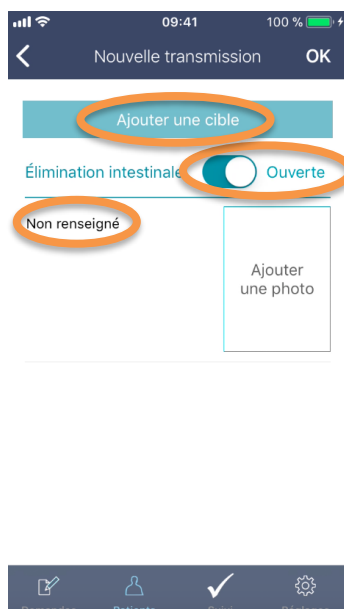 09:41
100 %
Nouvelle transmission
OK
Ajouter une cible
Élimination intestinale
Ouverte
Non renseigné
Ajouter
une photo